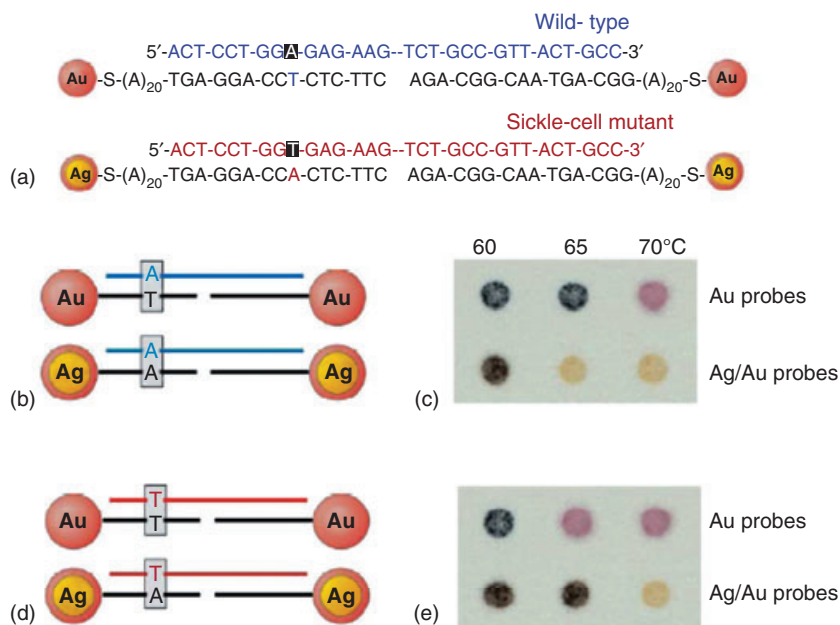 Wild- type
5′-ACT-CCT-GGA-GAG-AAG--TCT-GCC-GTT-ACT-GCC-3′
Au -S-(A)20-TGA-GGA-CCT-CTC-TTC AGA-CGG-CAA-TGA-CGG-(A)20-S- Au
Sickle-cell mutant
5′-ACT-CCT-GGT-GAG-AAG--TCT-GCC-GTT-ACT-GCC-3′
(a) Ag -S-(A)20-TGA-GGA-CCA-CTC-TTC AGA-CGG-CAA-TGA-CGG-(A)20-S- Ag
A
Au T Au
A
Ag A Ag
(b)
60 65 70°C
Au probes
Ag/Au probes
(c)
T
Au T Au
T
Ag A Ag
(d)
Au probes
Ag/Au probes
(e)